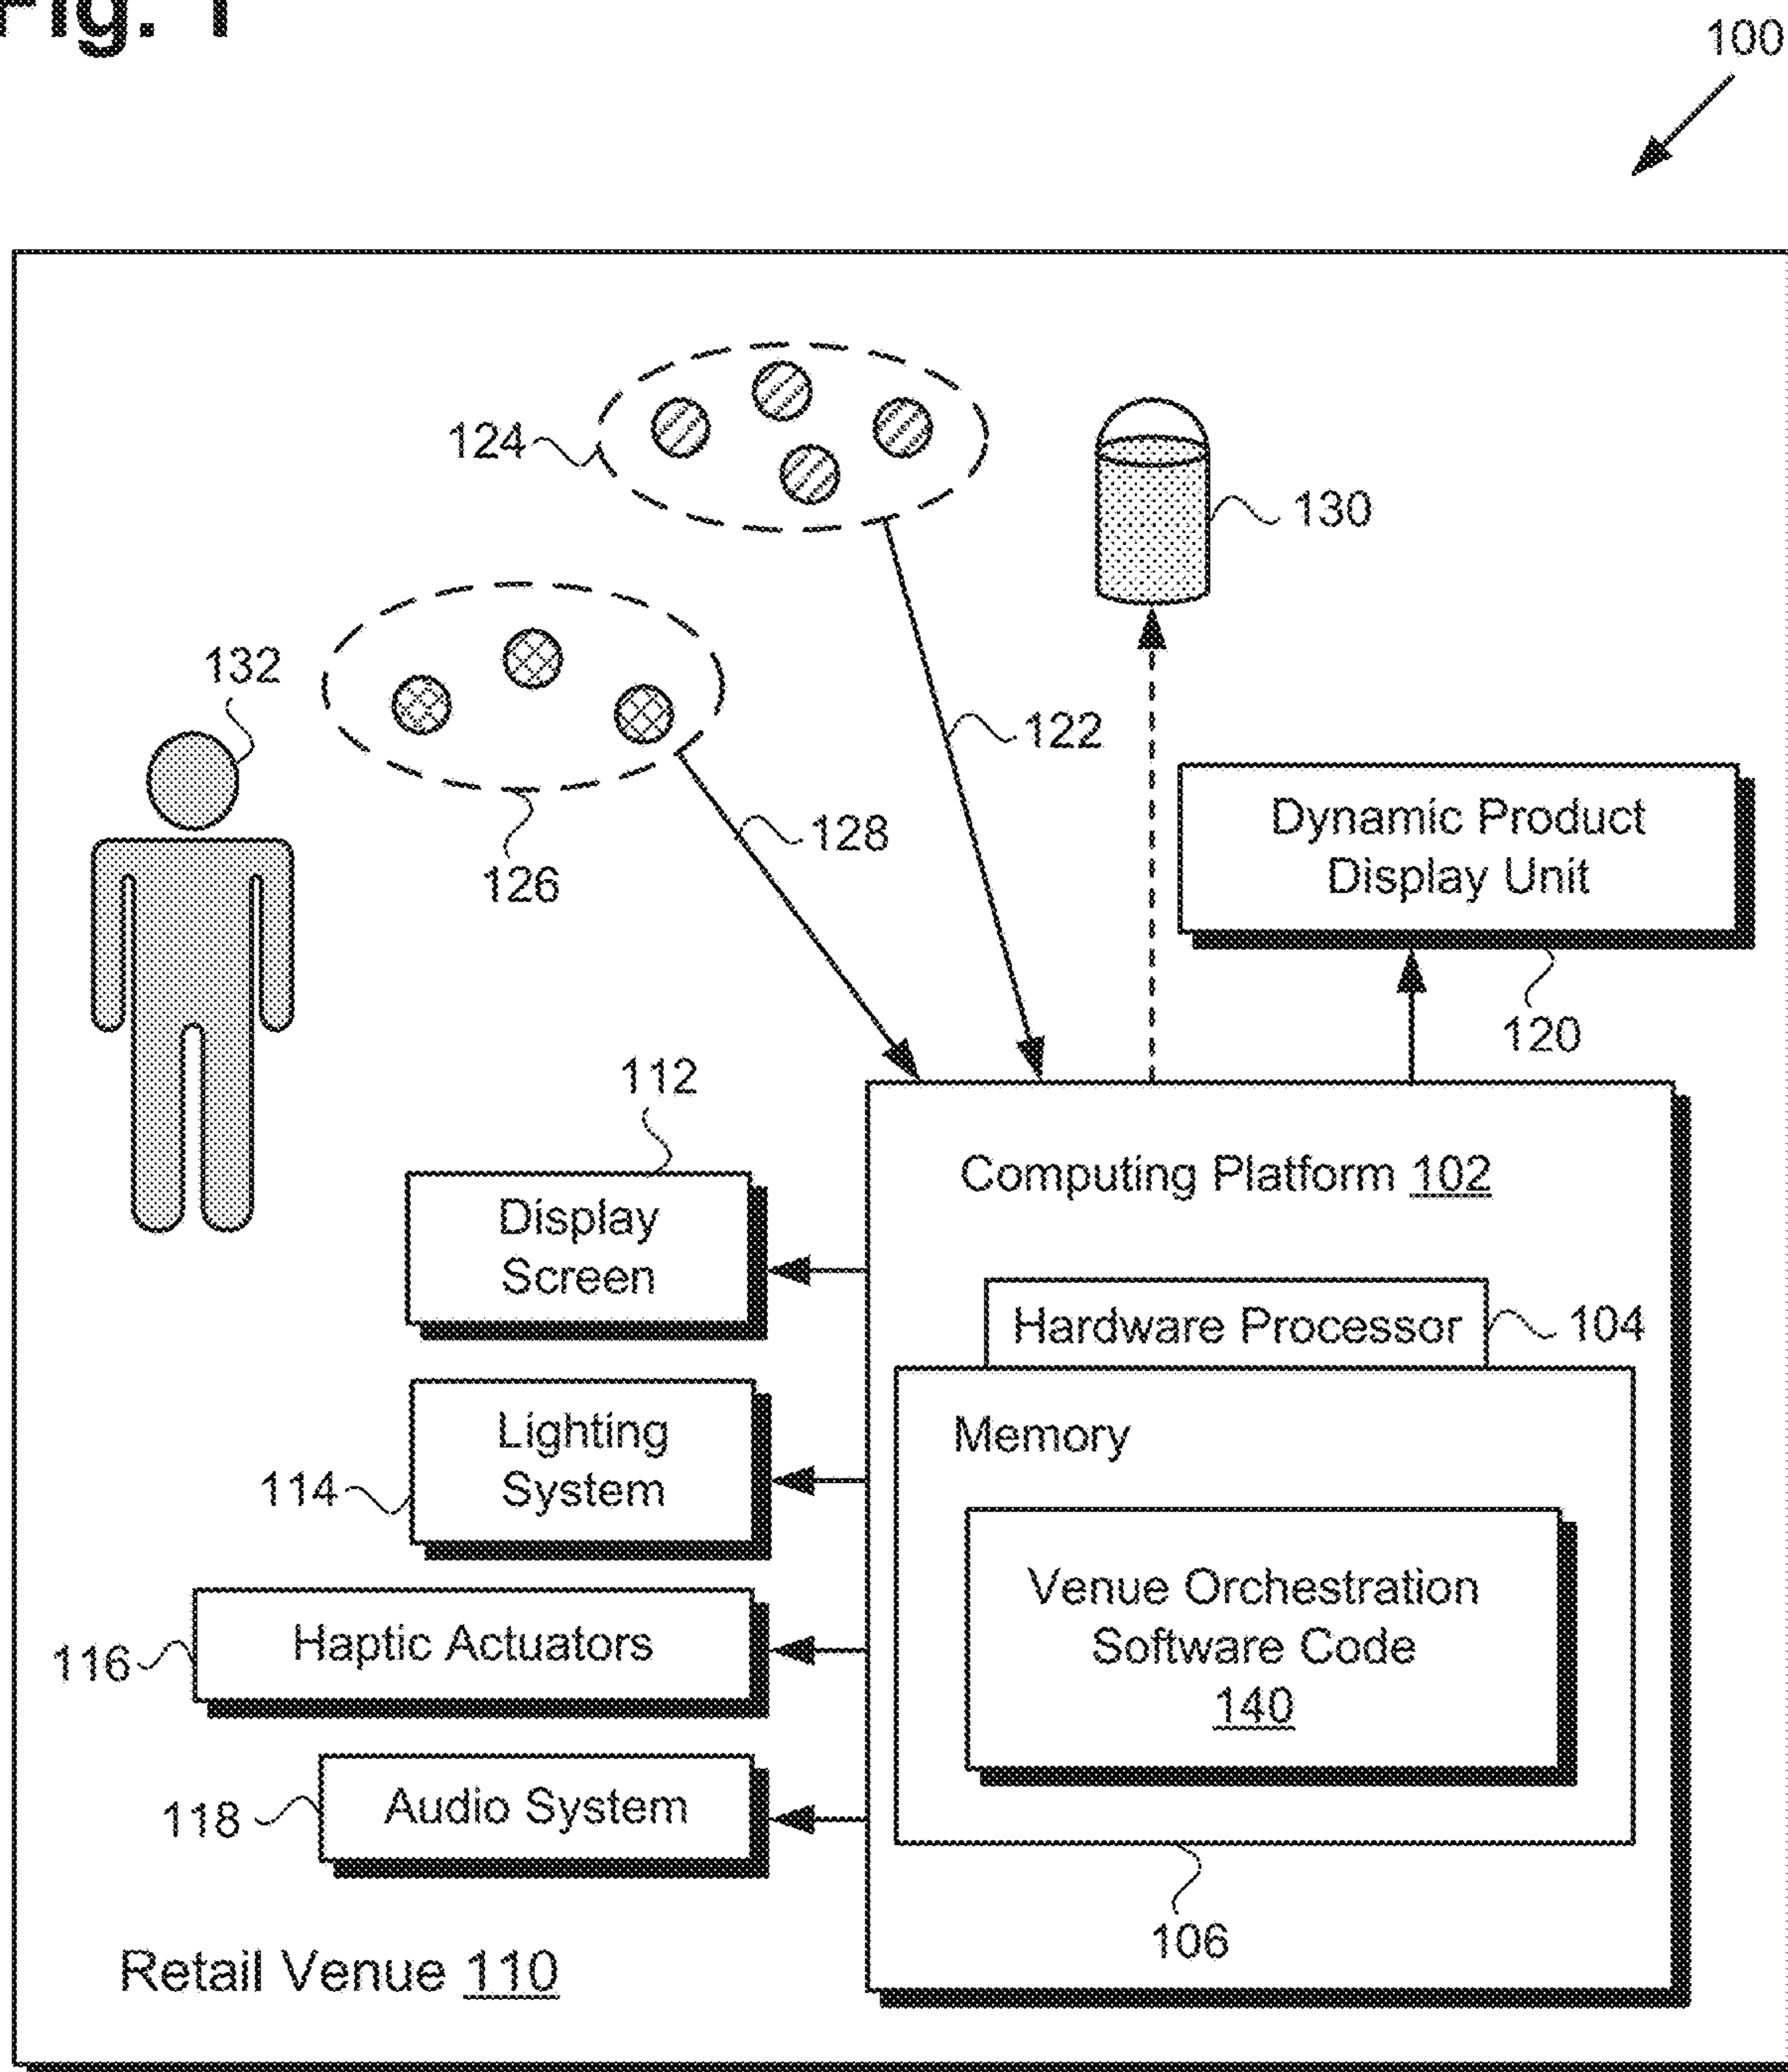 Fig. 1
100
124
130
132
122
128
126
Dynamic Product
Display Unit
120
112
Computing Platform 102
Display
Screen
Hardware Processor
104
Memory
Lighting
System
114
Venue Orchestration
Software Code
140
Haptic Actuators
116
Audio System
118
106
Retail Venue 110